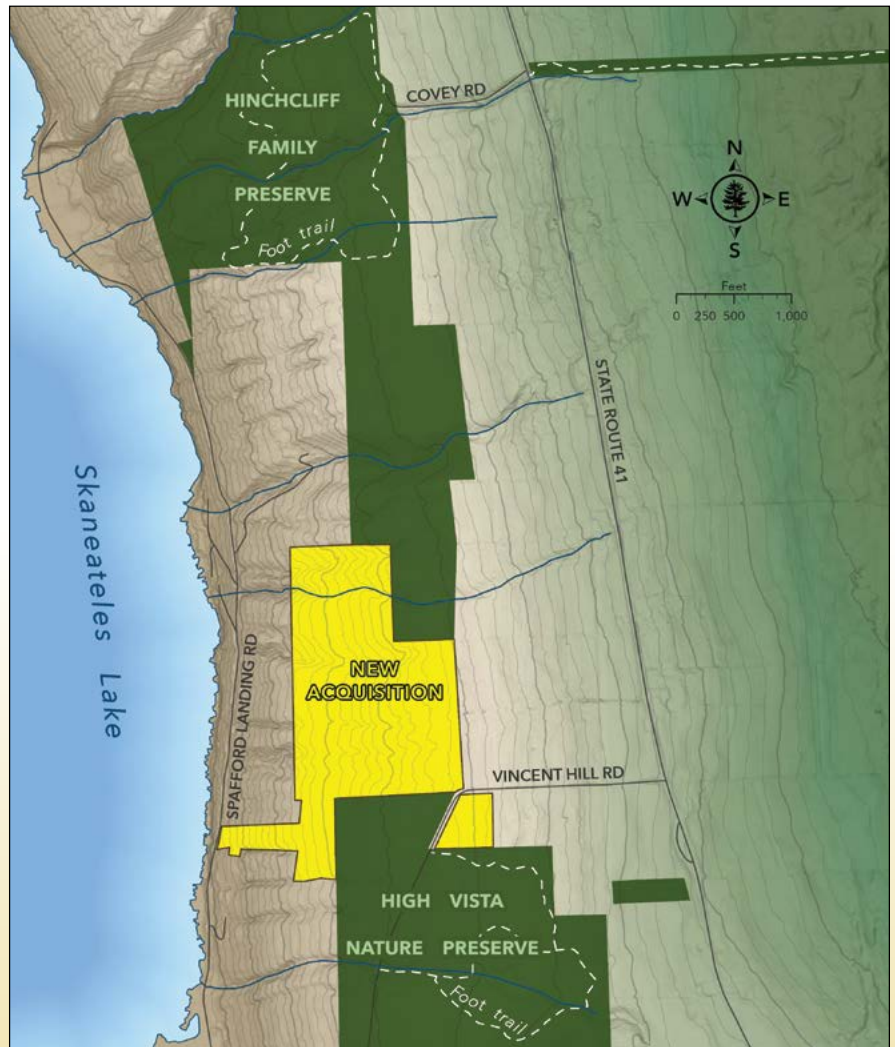 HINCHCLIFF
FAMILY
PRESERVE
Foot trail
COVEY RD
N
W E
S
Feet
0 250 500 1,000
STATE ROUTE 41
Skaneateles Lake
SPAFFORD LANDING RD
NEW
ACQUISITION
VINCENT HILL RD
HIGH VISTA
NATURE PRESERVE
Foot trail